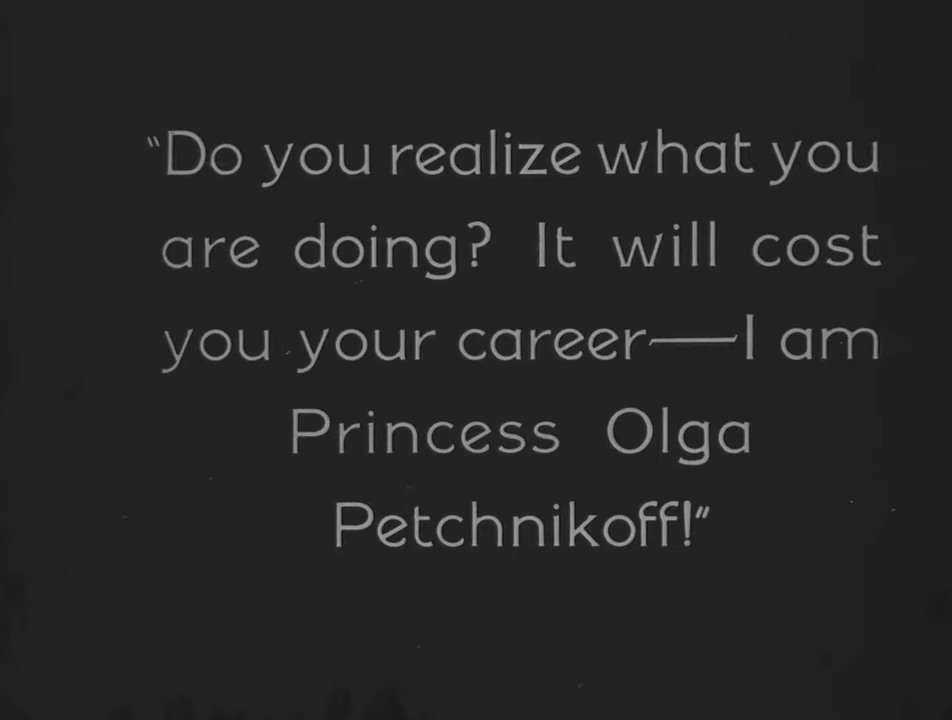 "Do you realize what you
are doing? It will cost
you your career—I am
Princess Olga
Petchnikoff!"